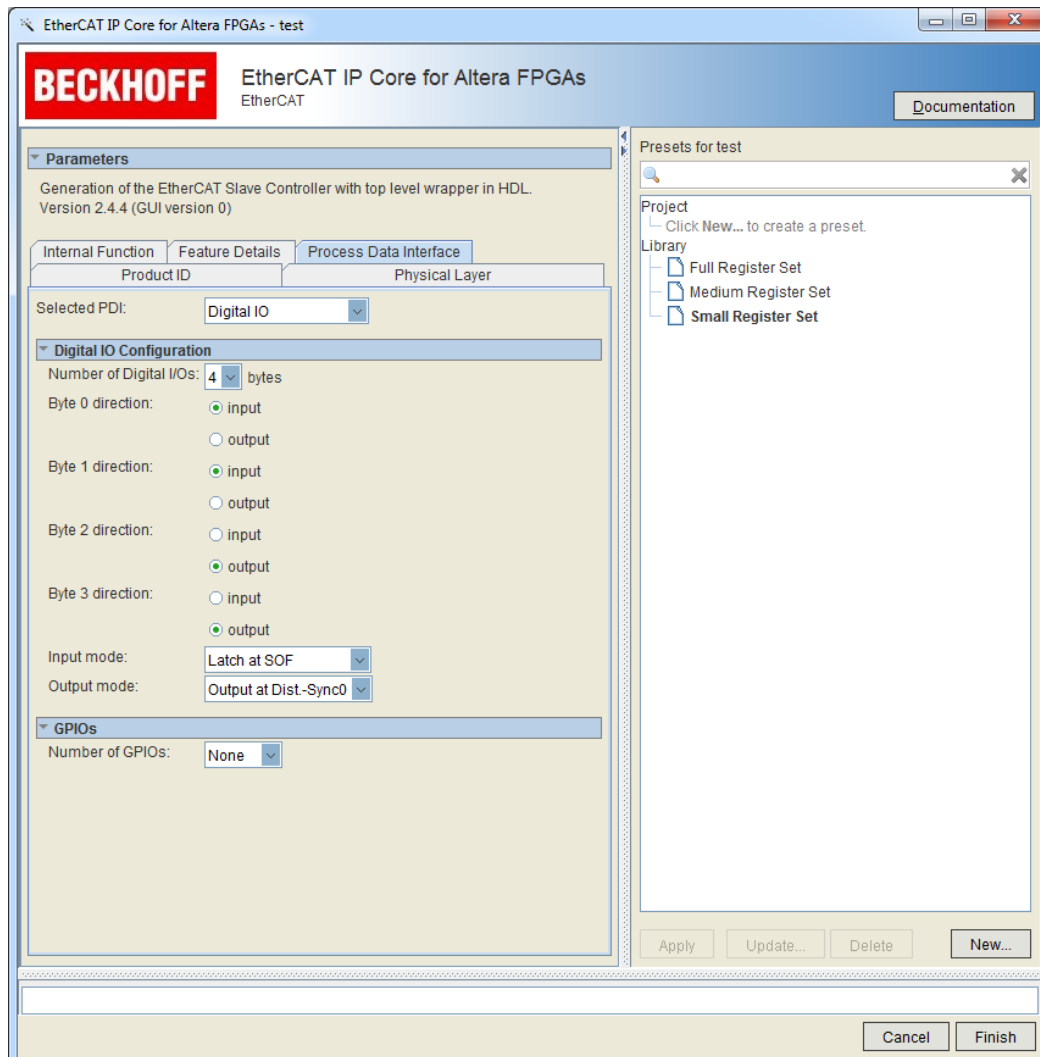 EtherCAT IP Core for Altera FPGAs - test
BECKHOFF
EtherCAT IP Core for Altera FPGAs
EtherCAT
Documentation
Parameters
Generation of the EtherCAT Slave Controller with top level wrapper in HDL.
Version 2.4.4 (GUI version 0)
Internal Function Feature Details Process Data Interface
Product ID Physical Layer
Selected PDI: Digital IO
Digital IO Configuration
Number of Digital I/Os: 4 bytes
Byte 0 direction: input
output
Byte 1 direction: input
output
Byte 2 direction: input
output
Byte 3 direction: input
output
Input mode: Latch at SOF
Output mode: Output at Dist.-Sync0
GPIOs
Number of GPIOs: None
Presets for test
Project
Click New... to create a preset.
Library
Full Register Set
Medium Register Set
Small Register Set
Apply Update... Delete New...
Cancel Finish